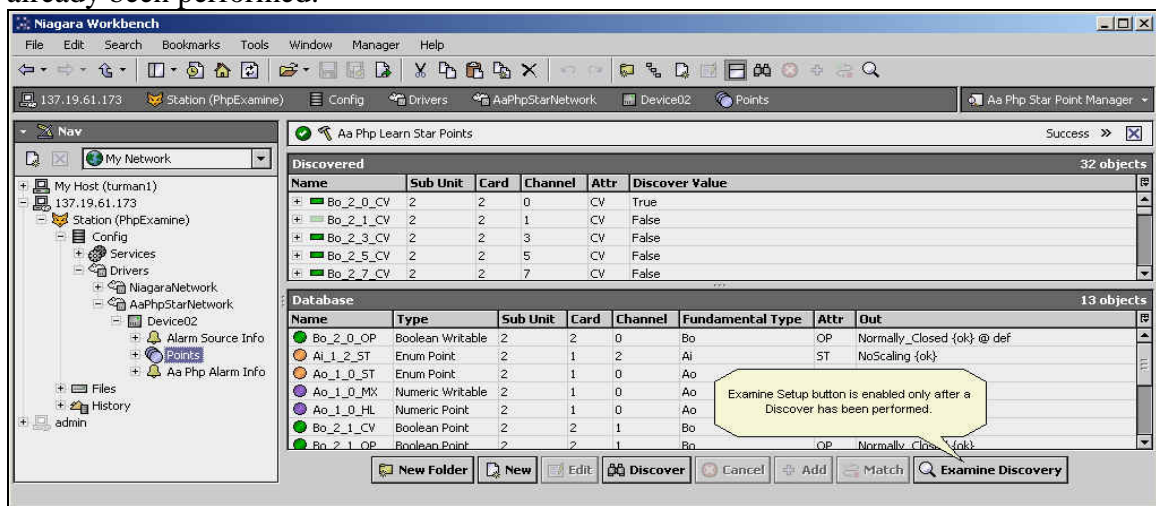 already been performed.
Niagara Workbench
File Edit Search Bookmarks Tools Window Manager Help
137.19.61.173 Station (PhpExamine) Config Drivers AaPhpStarNetwork Device02 Points Aa Php Star Point Manager
Nav
My Network
My Host (turman1)
137.19.61.173
Station (PhpExamine)
Config
Services
Drivers
NiagaraNetwork
AaPhpStarNetwork
Device02
Alarm Source Info
Points
Aa Php Alarm Info
Files
History
admin
Aa Php Learn Star Points Success »
Discovered 32 objects
Name Sub Unit Card Channel Attr Discover Value
Bo_2_0_CV 2 2 0 CV True
Bo_2_1_CV 2 2 1 CV False
Bo_2_3_CV 2 2 3 CV False
Bo_2_5_CV 2 2 5 CV False
Bo_2_7_CV 2 2 7 CV False
Database 13 objects
Name Type Sub Unit Card Channel Fundamental Type Attr Out
Bo_2_0_OP Boolean Writable 2 2 0 Bo OP Normally_Closed {ok} @ def
Ai_1_2_ST Enum Point 2 1 2 Ai ST NoScaling {ok}
Ao_1_0_ST Enum Point 2 1 0 Ao
Ao_1_0_MX Numeric Writable 2 1 0 Ao
Ao_1_0_HL Numeric Point 2 1 0 Ao
Bo_2_1_CV Boolean Point 2 2 1 Bo
Bo_2_1_OP Boolean Point 2 2 1 Bo OP Normally_Closed {ok}
Examine Setup button is enabled only after a
Discover has been performed.
New Folder New Edit Discover Cancel Add Match Examine Discovery